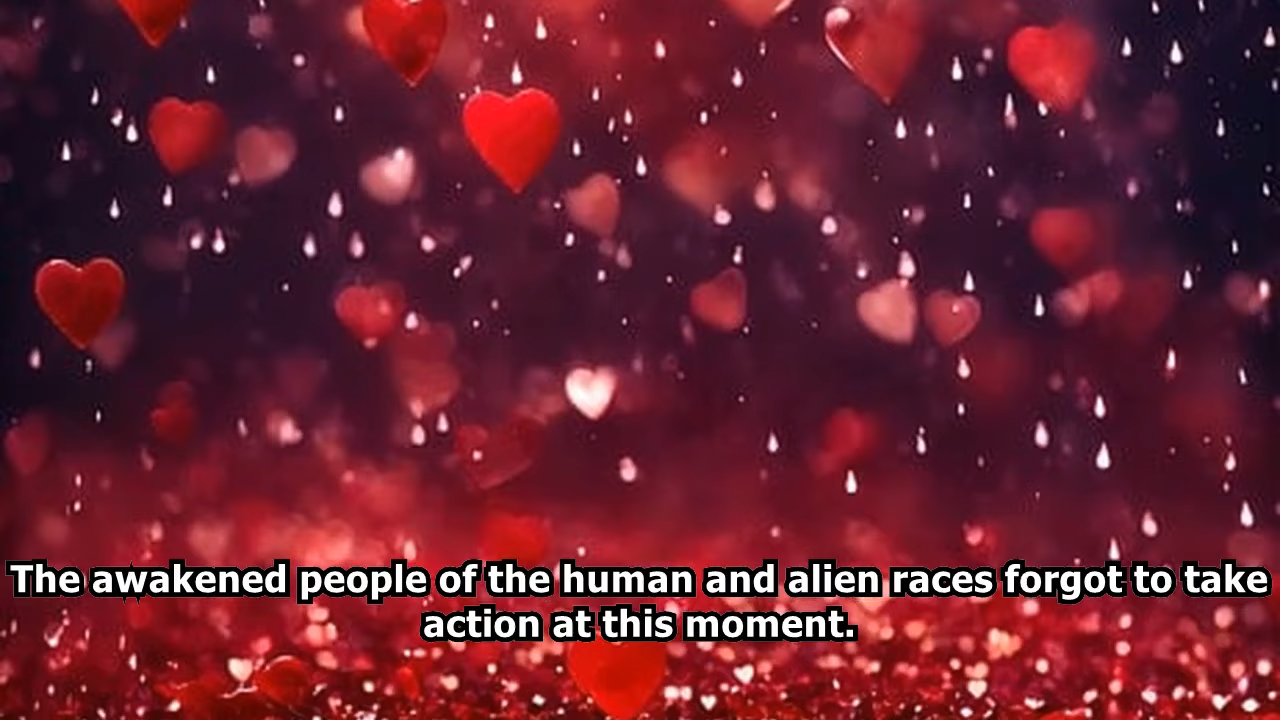 The awakened people of the human and alien races forgot to take
action at this moment.